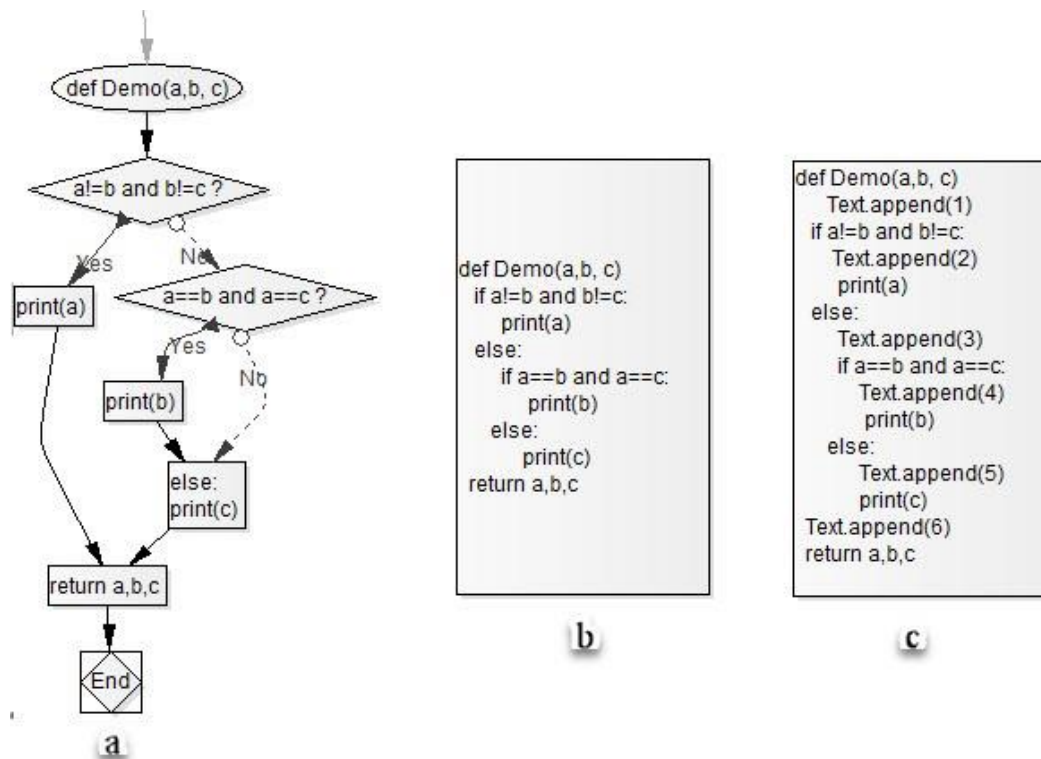 def Demo(a,b, c)
a!=b and b!=c ?
Yes
No
print(a)
a==b and a==c ?
Yes
No
print(b)
else:
print(c)
return a,b,c
End
a
def Demo(a,b, c)
if a!=b and b!=c:
print(a)
else:
if a==b and a==c:
print(b)
else:
print(c)
return a,b,c
b
def Demo(a,b, c)
Text.append(1)
if a!=b and b!=c:
Text.append(2)
print(a)
else:
Text.append(3)
if a==b and a==c:
Text.append(4)
print(b)
else:
Text.append(5)
print(c)
Text.append(6)
return a,b,c
c